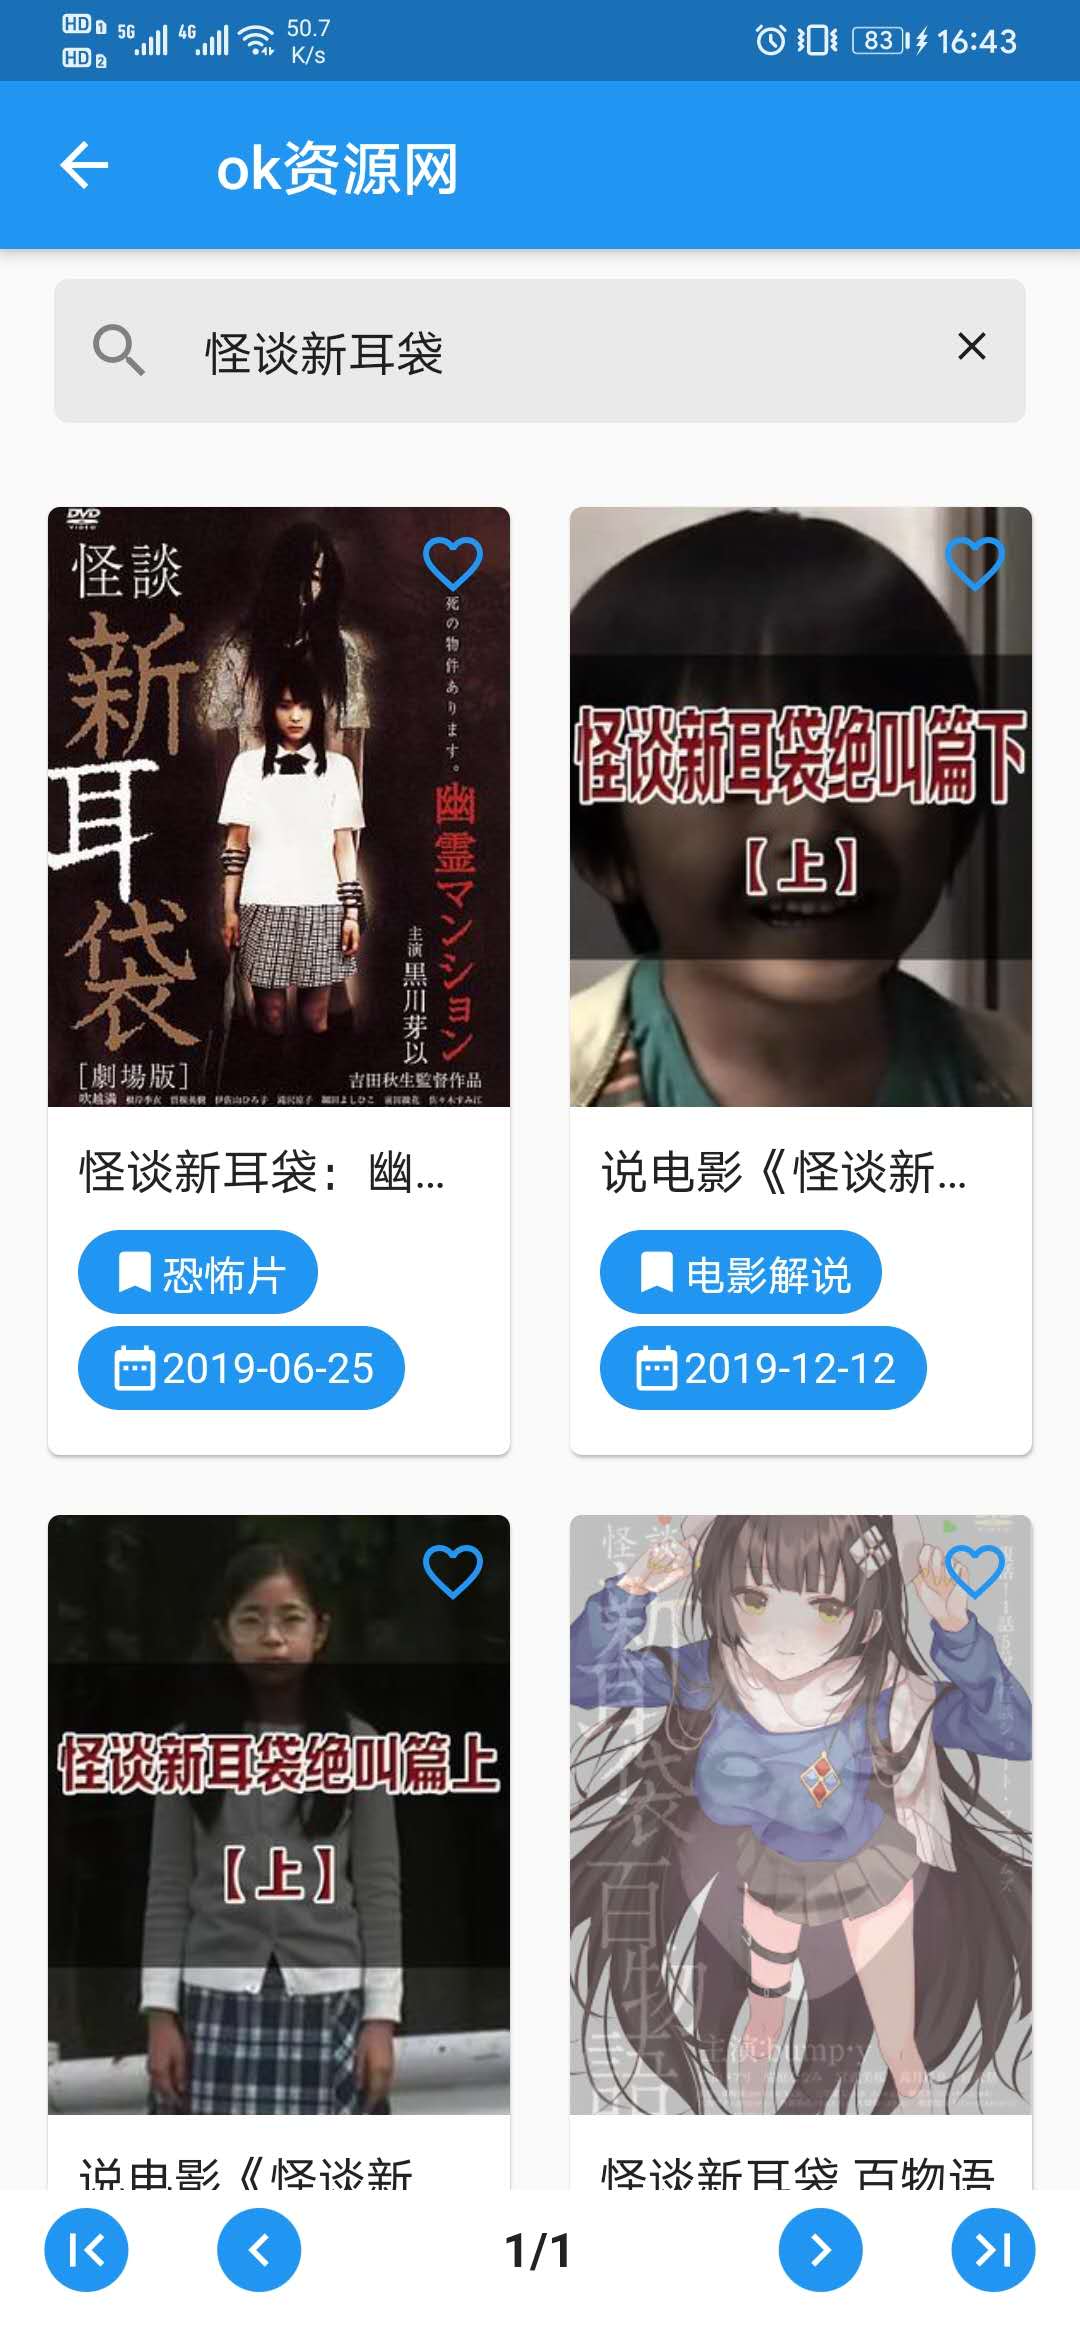 HD 1 5G 4G 50.7 K/s 83 16:43
HD 2
ok资源网
怪谈新耳袋
DVD
VIDEO
怪談
新耳袋
[劇場版]
死の物件あります。
幽霊マンション
主演 黒川芽以
吉田秋生監督作品
怪谈新耳袋绝叫篇下
【上】
怪谈新耳袋：幽...
恐怖片
2019-06-25
说电影《怪谈新...
电影解说
2019-12-12
怪谈新耳袋绝叫篇上
【上】
怪談
新耳袋
百物語
主演:bump.y
说电影《怪谈新
怪谈新耳袋 百物语
1/1